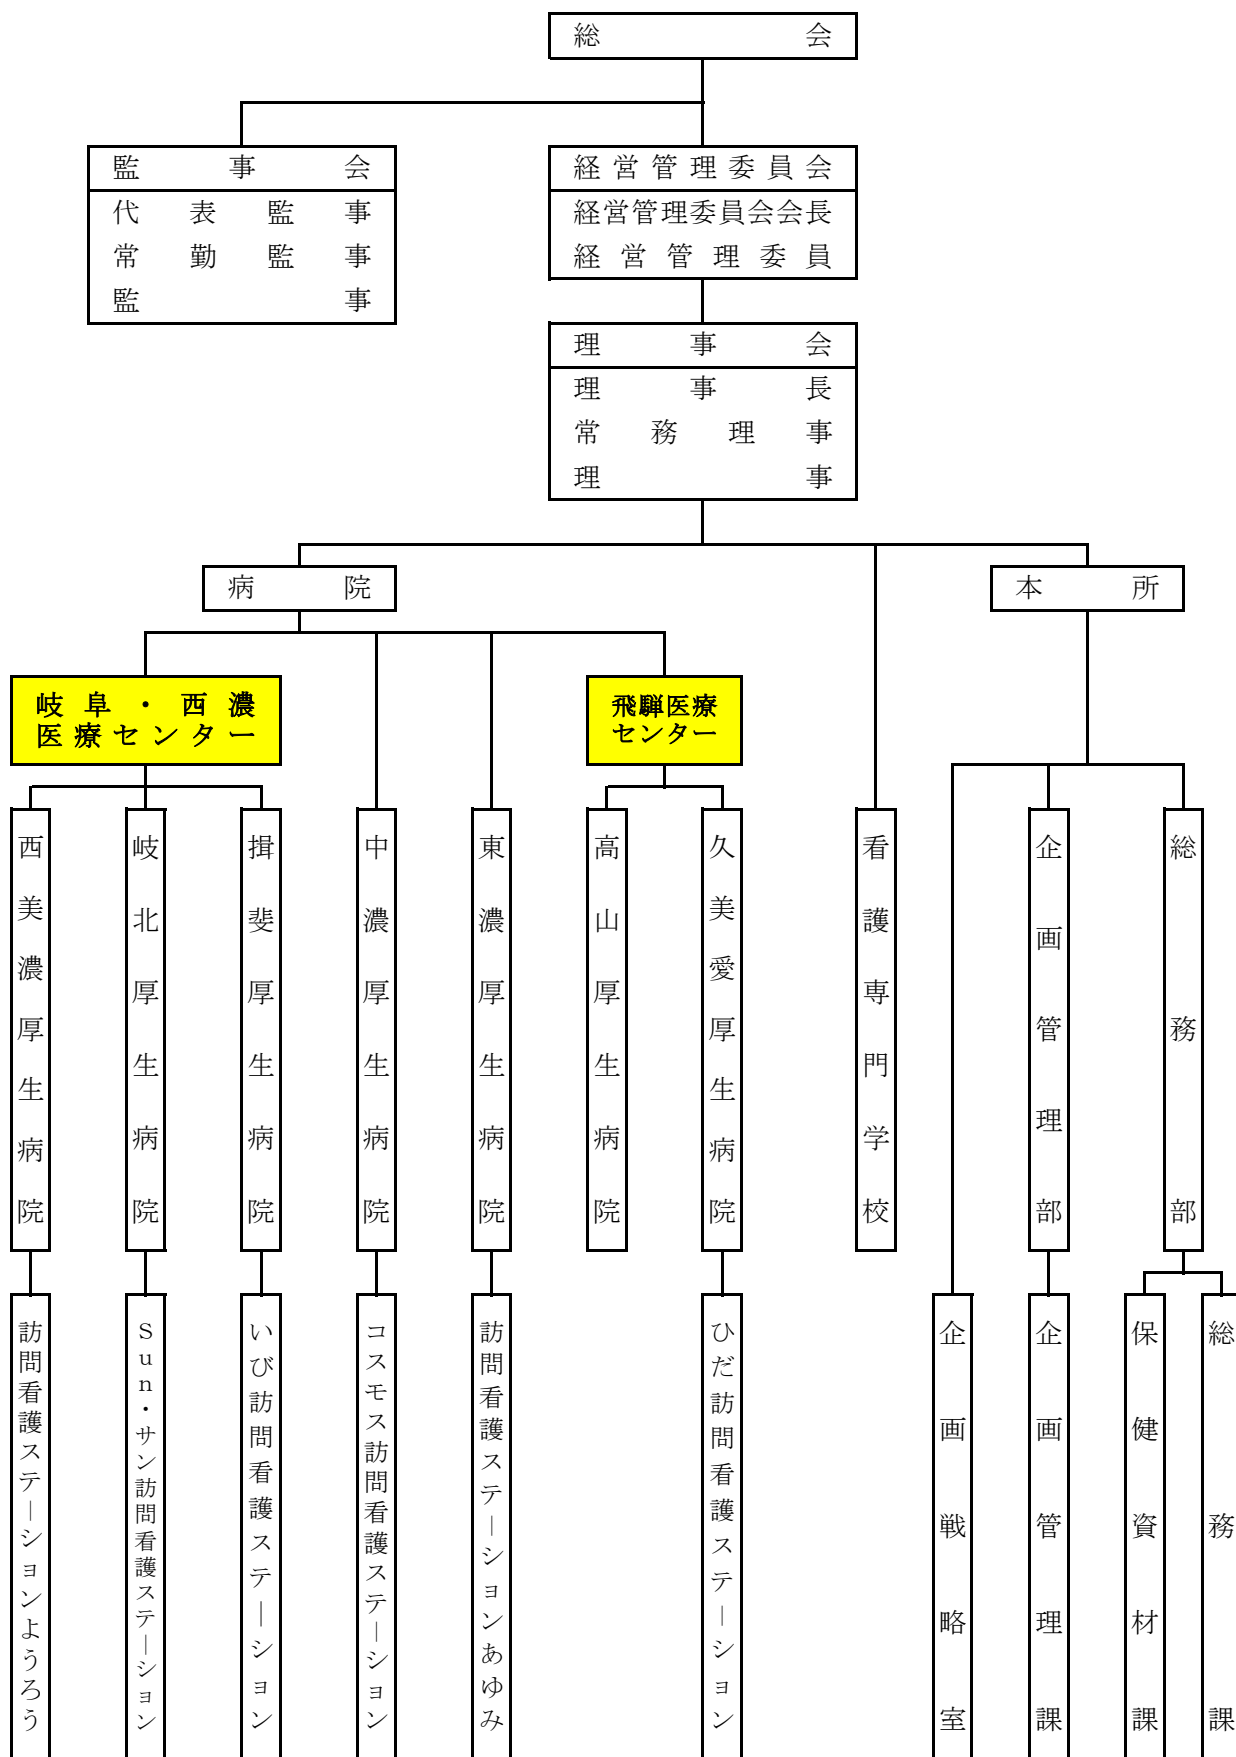 総会
監事会
代表監事
常勤監事
監事
経営管理委員会
経営管理委員会会長
経営管理委員
理事会
理事長
常務理事
理事
病院
本所
岐阜・西濃
医療センター
飛騨医療
センター
西美濃厚生病院
岐北厚生病院
揖斐厚生病院
中濃厚生病院
東濃厚生病院
高山厚生病院
久美愛厚生病院
看護専門学校
企画管理部
総務部
訪問看護ステーションようろう
Sun・サン訪問看護ステーション
いび訪問看護ステーション
コスモス訪問看護ステーション
訪問看護ステーションあゆみ
ひだ訪問看護ステーション
企画戦略室
企画管理課
保健資材課
総務課